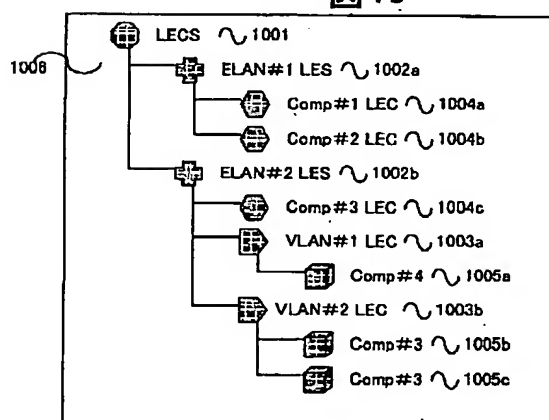 LECS 1001
1008
ELAN#1 LES 1002a
Comp#1 LEC 1004a
Comp#2 LEC 1004b
ELAN#2 LES 1002b
Comp#3 LEC 1004c
VLAN#1 LEC 1003a
Comp#4 1005a
VLAN#2 LEC 1003b
Comp#3 1005b
Comp#3 1005c